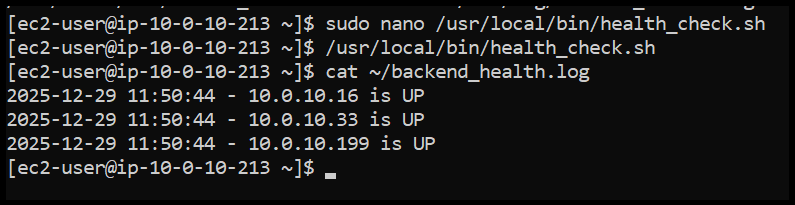 [ec2-user@ip-10-0-10-213 ~]$ sudo nano /usr/local/bin/health_check.sh
[ec2-user@ip-10-0-10-213 ~]$ /usr/local/bin/health_check.sh
[ec2-user@ip-10-0-10-213 ~]$ cat ~/backend_health.log
2025-12-29 11:50:44 - 10.0.10.16 is UP
2025-12-29 11:50:44 - 10.0.10.33 is UP
2025-12-29 11:50:44 - 10.0.10.199 is UP
[ec2-user@ip-10-0-10-213 ~]$